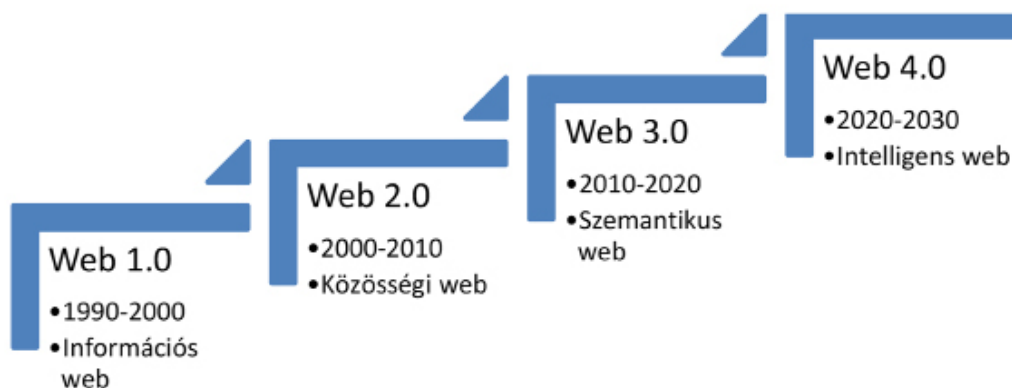 Web 1.0
•1990-2000
•Információs
web
Web 2.0
•2000-2010
•Közösségi web
Web 3.0
•2010-2020
•Szemantikus
web
Web 4.0
•2020-2030
•Intelligens web